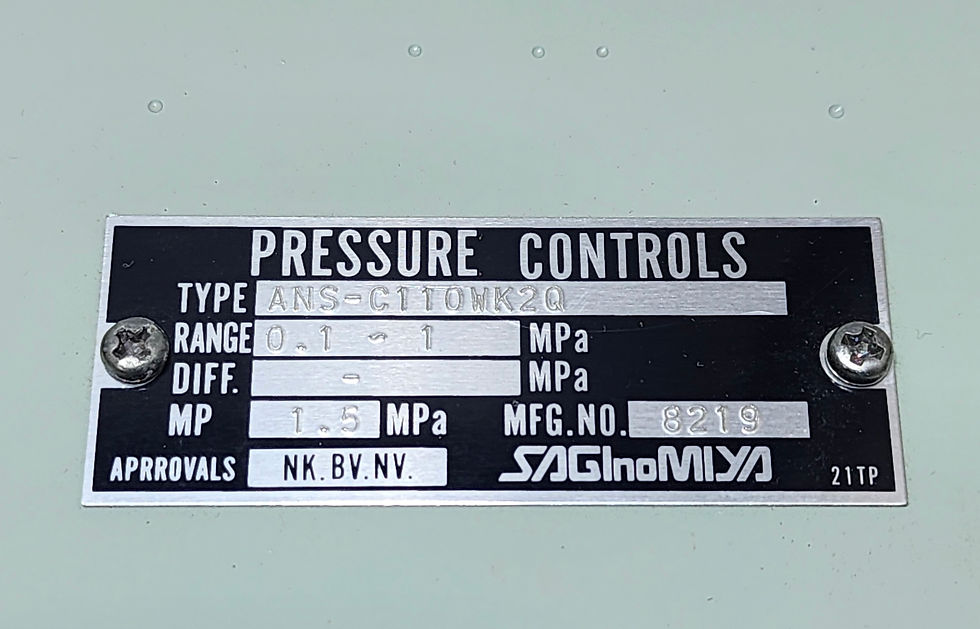 PRESSURE CONTROLS
TYPE ANS-C110WK2Q
RANGE 0.1 ~ 1 MPa
DIFF. - MPa
MP 1.5 MPa MFG.NO. 8219
APRROVALS NK.BV.NV. SAGInoMIYA 21TP